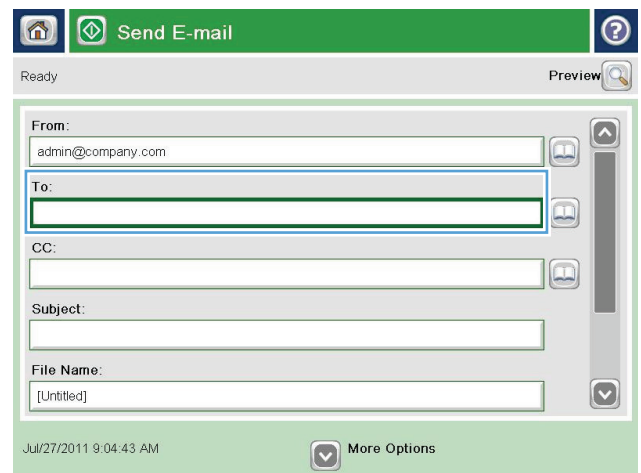 Send E-mail
?
Ready
Preview
From:
admin@company.com
To:
CC:
Subject:
File Name:
[Untitled]
Jul/27/2011 9:04:43 AM
More Options